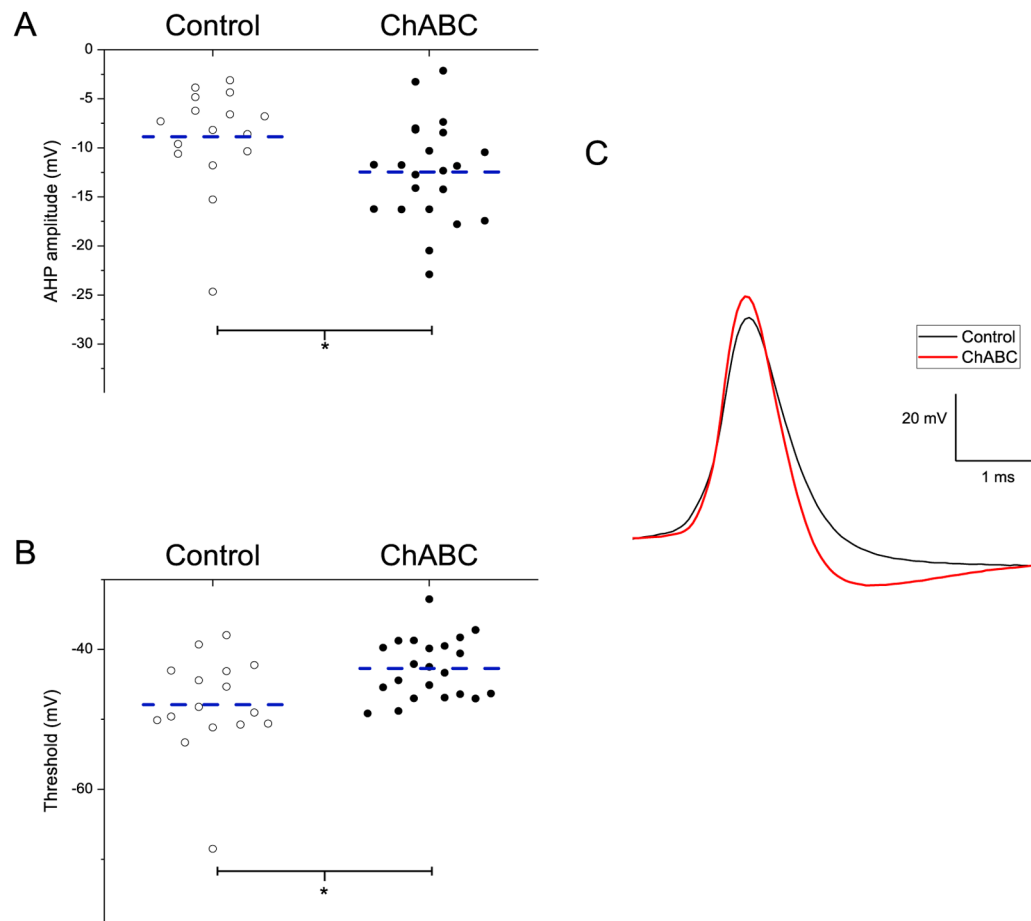 A
Control ChABC
0
-5
-10
-15
-20
-25
-30
AHP amplitude (mV)
*
B
Control ChABC
-40
-60
Threshold (mV)
*
C
Control
ChABC
20 mV
1 ms